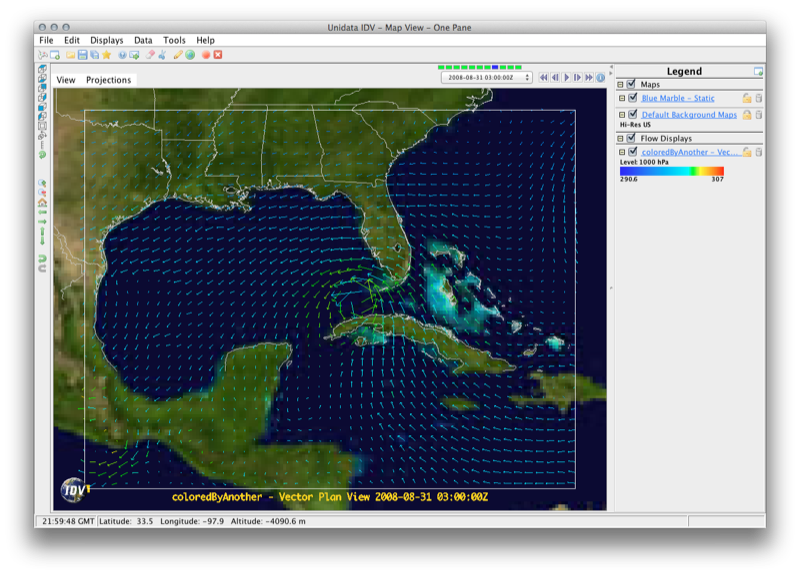 Unidata IDV - Map View - One Pane
File Edit Displays Data Tools Help
View Projections
2008-08-31 03:00:00Z
Legend
Maps
Blue Marble - Static
Default Background Maps
Hi-Res US
Flow Displays
coloredByAnother - Vec...
Level: 1000 hPa
290.6 307
IDV
coloredByAnother - Vector Plan View 2008-08-31 03:00:00Z
21:59:48 GMT Latitude: 33.5 Longitude: -97.9 Altitude: -4090.6 m